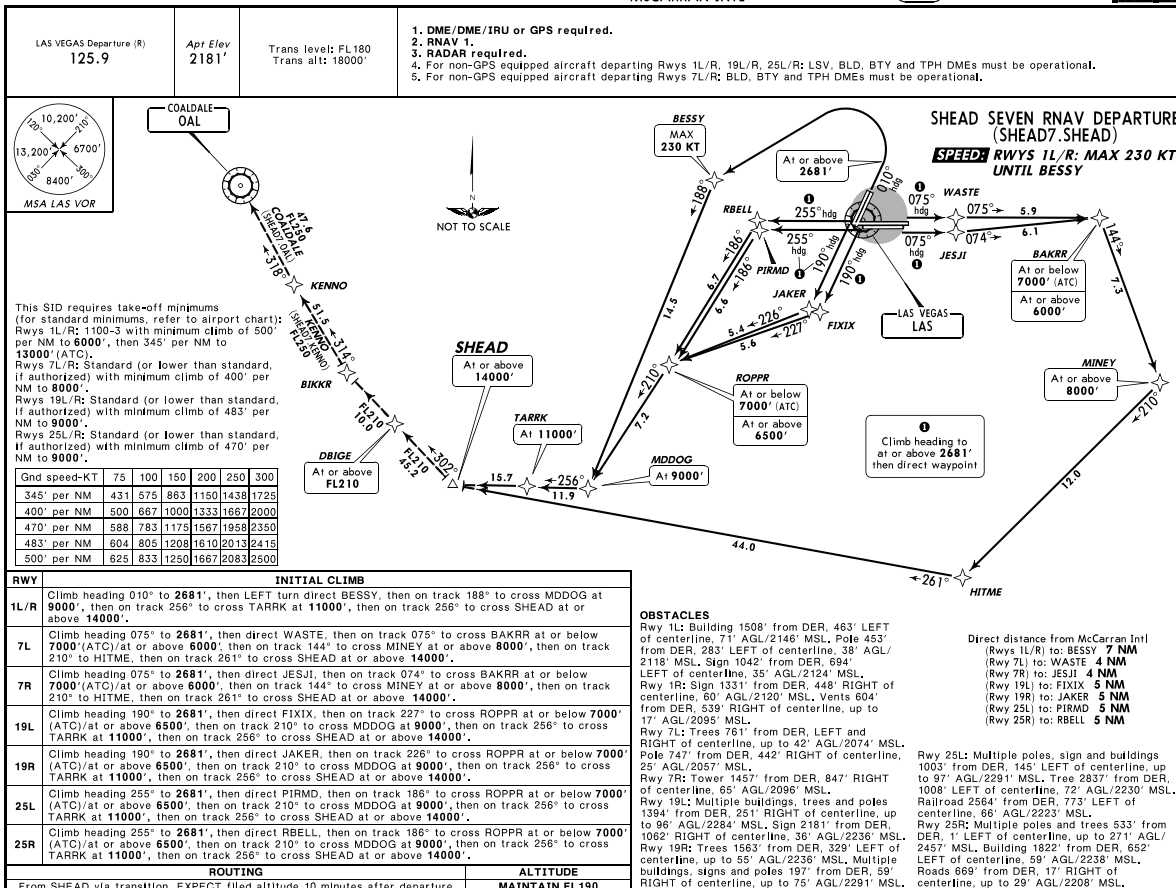 LAS VEGAS Departure (R)
125.9
Apt Elev
2181'
Trans level: FL180
Trans alt: 18000'
1. DME/DME/IRU or GPS required.
2. RNAV 1.
3. RADAR required.
4. For non-GPS equipped aircraft departing Rwys 1L/R, 19L/R, 25L/R: LSV, BLD, BTY and TPH DMEs must be operational.
5. For non-GPS equipped aircraft departing Rwys 7L/R: BLD, BTY and TPH DMEs must be operational.
10,200'
120°
210°
13,200'
6700'
030°
300°
8400'
MSA LAS VOR
COALDALE
OAL
N
NOT TO SCALE
SHEAD SEVEN RNAV DEPARTURE
(SHEAD7.SHEAD)
SPEED: RWYS 1L/R: MAX 230 KT
UNTIL BESSY
BESSY
MAX
230 KT
At or above
2681'
010°
hdg
188°
RBELL
255° hdg
255°
hdg
PIRMD
186°
186°
6.7
6.6
14.5
190° hdg
190° hdg
JAKER
FIXIX
226°
5.4
227°
5.6
LAS VEGAS
LAS
075°
hdg
075°
hdg
WASTE
075°
5.9
074°
6.1
JESJI
BAKRR
At or below
7000' (ATC)
At or above
6000'
144°
7.3
MINEY
At or above
8000'
210°
12.0
HITME
261°
44.0
ROPPR
At or below
7000' (ATC)
At or above
6500'
210°
7.2
MDDOG
At 9000'
256°
11.9
TARRK
At 11000'
15.7
SHEAD
At or above
14000'
302°
FL210
45.2
DBIGE
At or above
FL210
FL210
10.0
BIKKR
314°
51.5
KENNO
(SHEAD7.KENNO)
FL250
KENNO
318°
47.6
FL250
COALDALE
(SHEAD7.OAL)
1
Climb heading to
at or above 2681'
then direct waypoint
This SID requires take-off minimums
(for standard minimums, refer to airport chart):
Rwys 1L/R: 1100-3 with minimum climb of 500'
per NM to 6000', then 345' per NM to
13000' (ATC).
Rwys 7L/R: Standard (or lower than standard,
if authorized) with minimum climb of 400' per
NM to 8000'.
Rwys 19L/R: Standard (or lower than standard,
if authorized) with minimum climb of 483' per
NM to 9000'.
Rwys 25L/R: Standard (or lower than standard,
if authorized) with minimum climb of 470' per
NM to 9000'.
Gnd speed-KT 75 100 150 200 250 300
345' per NM 431 575 863 1150 1438 1725
400' per NM 500 667 1000 1333 1667 2000
470' per NM 588 783 1175 1567 1958 2350
483' per NM 604 805 1208 1610 2013 2415
500' per NM 625 833 1250 1667 2083 2500
RWY INITIAL CLIMB
1L/R Climb heading 010° to 2681', then LEFT turn direct BESSY, then on track 188° to cross MDDOG at
9000', then on track 256° to cross TARRK at 11000', then on track 256° to cross SHEAD at or
above 14000'.
7L Climb heading 075° to 2681', then direct WASTE, then on track 075° to cross BAKRR at or below
7000' (ATC)/at or above 6000', then on track 144° to cross MINEY at or above 8000', then on track
210° to HITME, then on track 261° to cross SHEAD at or above 14000'.
7R Climb heading 075° to 2681', then direct JESJI, then on track 074° to cross BAKRR at or below
7000' (ATC)/at or above 6000', then on track 144° to cross MINEY at or above 8000', then on track
210° to HITME, then on track 261° to cross SHEAD at or above 14000'.
19L Climb heading 190° to 2681', then direct FIXIX, then on track 227° to cross ROPPR at or below 7000'
(ATC)/at or above 6500', then on track 210° to cross MDDOG at 9000', then on track 256° to cross
TARRK at 11000', then on track 256° to cross SHEAD at or above 14000'.
19R Climb heading 190° to 2681', then direct JAKER, then on track 226° to cross ROPPR at or below 7000'
(ATC)/at or above 6500', then on track 210° to cross MDDOG at 9000', then on track 256° to cross
TARRK at 11000', then on track 256° to cross SHEAD at or above 14000'.
25L Climb heading 255° to 2681', then direct PIRMD, then on track 186° to cross ROPPR at or below 7000'
(ATC)/at or above 6500', then on track 210° to cross MDDOG at 9000', then on track 256° to cross
TARRK at 11000', then on track 256° to cross SHEAD at or above 14000'.
25R Climb heading 255° to 2681', then direct RBELL, then on track 186° to cross ROPPR at or below 7000'
(ATC)/at or above 6500', then on track 210° to cross MDDOG at 9000', then on track 256° to cross
TARRK at 11000', then on track 256° to cross SHEAD at or above 14000'.
ROUTING ALTITUDE
From SHEAD via transition. EXPECT filed altitude 10 minutes after departure. MAINTAIN FL190
OBSTACLES
Rwy 1L: Building 1508' from DER, 463' LEFT
of centerline, 71' AGL/2146' MSL. Pole 453'
from DER, 283' LEFT of centerline, 38' AGL/
2118' MSL. Sign 1042' from DER, 694'
LEFT of centerline, 35' AGL/2124' MSL.
Rwy 1R: Sign 1331' from DER, 448' RIGHT of
centerline, 60' AGL/2120' MSL. Vents 604'
from DER, 539' RIGHT of centerline, up to
17' AGL/2095' MSL.
Rwy 7L: Trees 761' from DER, LEFT and
RIGHT of centerline, up to 42' AGL/2074' MSL.
Pole 747' from DER, 442' RIGHT of centerline,
25' AGL/2057' MSL.
Rwy 7R: Tower 1457' from DER, 847' RIGHT
of centerline, 65' AGL/2096' MSL.
Rwy 19L: Multiple buildings, trees and poles
1394' from DER, 251' RIGHT of centerline, up
to 96' AGL/2284' MSL. Sign 2181' from DER,
1062' RIGHT of centerline, 36' AGL/2236' MSL.
Rwy 19R: Trees 1563' from DER, 329' LEFT of
centerline, up to 55' AGL/2236' MSL. Multiple
buildings, signs and poles 197' from DER, 59'
RIGHT of centerline, up to 75' AGL/2291' MSL.
Direct distance from McCarran Intl
(Rwys 1L/R) to: BESSY 7 NM
(Rwy 7L) to: WASTE 4 NM
(Rwy 7R) to: JESJI 4 NM
(Rwy 19L) to: FIXIX 5 NM
(Rwy 19R) to: JAKER 5 NM
(Rwy 25L) to: PIRMD 5 NM
(Rwy 25R) to: RBELL 5 NM
Rwy 25L: Multiple poles, sign and buildings
1003' from DER, 145' LEFT of centerline, up
to 97' AGL/2291' MSL. Tree 2837' from DER,
1008' LEFT of centerline, 72' AGL/2230' MSL.
Railroad 2564' from DER, 773' LEFT of
centerline, 66' AGL/2223' MSL.
Rwy 25R: Multiple poles and trees 533' from
DER, 1' LEFT of centerline, up to 271' AGL/
2457' MSL. Building 1822' from DER, 652'
LEFT of centerline, 59' AGL/2238' MSL.
Roads 669' from DER, 17' RIGHT of
centerline, up to 29' AGL/2208' MSL.